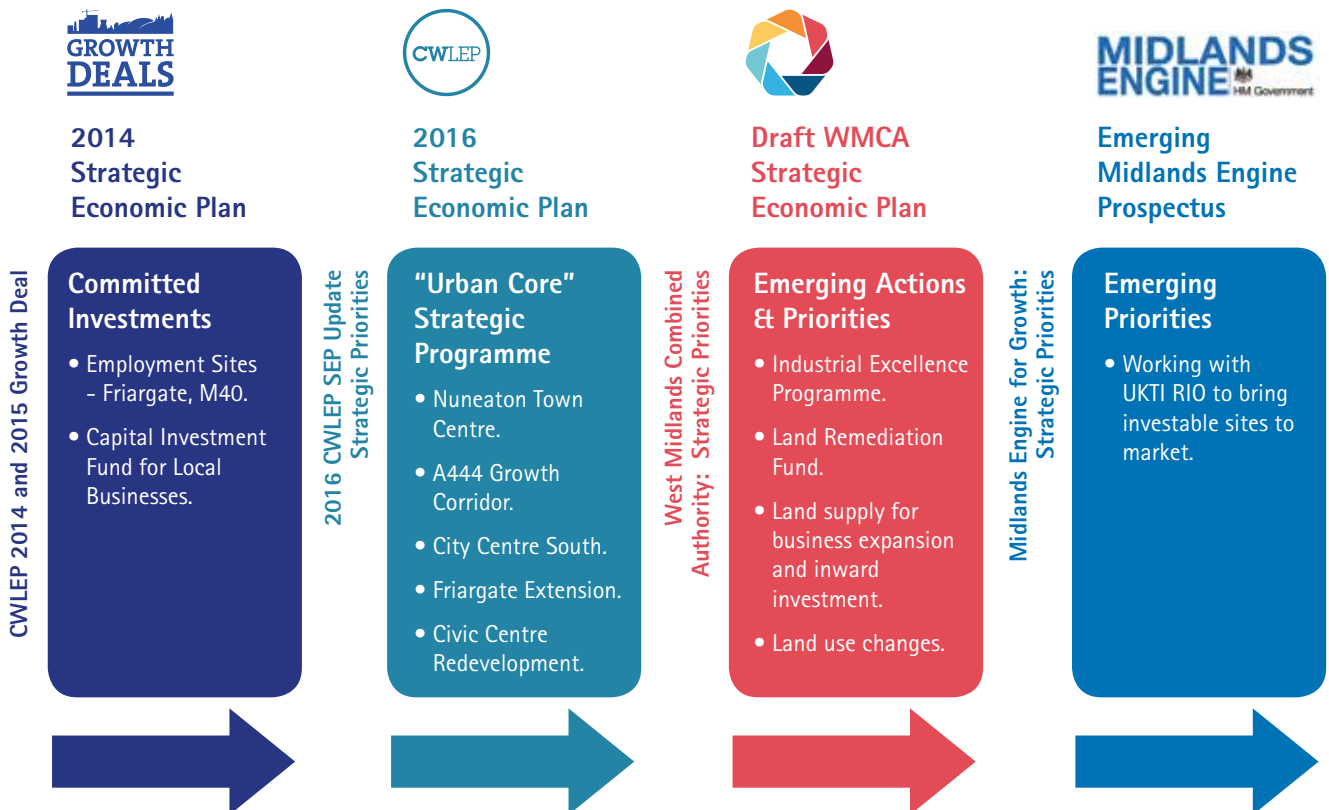 GROWTH
DEALS
2014
Strategic
Economic Plan
CWLEP 2014 and 2015 Growth Deal
Committed
Investments
• Employment Sites
- Friargate, M40.
• Capital Investment
Fund for Local
Businesses.
CWLEP
2016
Strategic
Economic Plan
2016 CWLEP SEP Update
Strategic Priorities
“Urban Core”
Strategic
Programme
• Nuneaton Town
Centre.
• A444 Growth
Corridor.
• City Centre South.
• Friargate Extension.
• Civic Centre
Redevelopment.
Draft WMCA
Strategic
Economic Plan
West Midlands Combined
Authority: Strategic Priorities
Emerging Actions
& Priorities
• Industrial Excellence
Programme.
• Land Remediation
Fund.
• Land supply for
business expansion
and inward
investment.
• Land use changes.
MIDLANDS
ENGINE HM Government
Emerging
Midlands Engine
Prospectus
Midlands Engine for Growth:
Strategic Priorities
Emerging
Priorities
• Working with
UKTI RIO to bring
investable sites to
market.